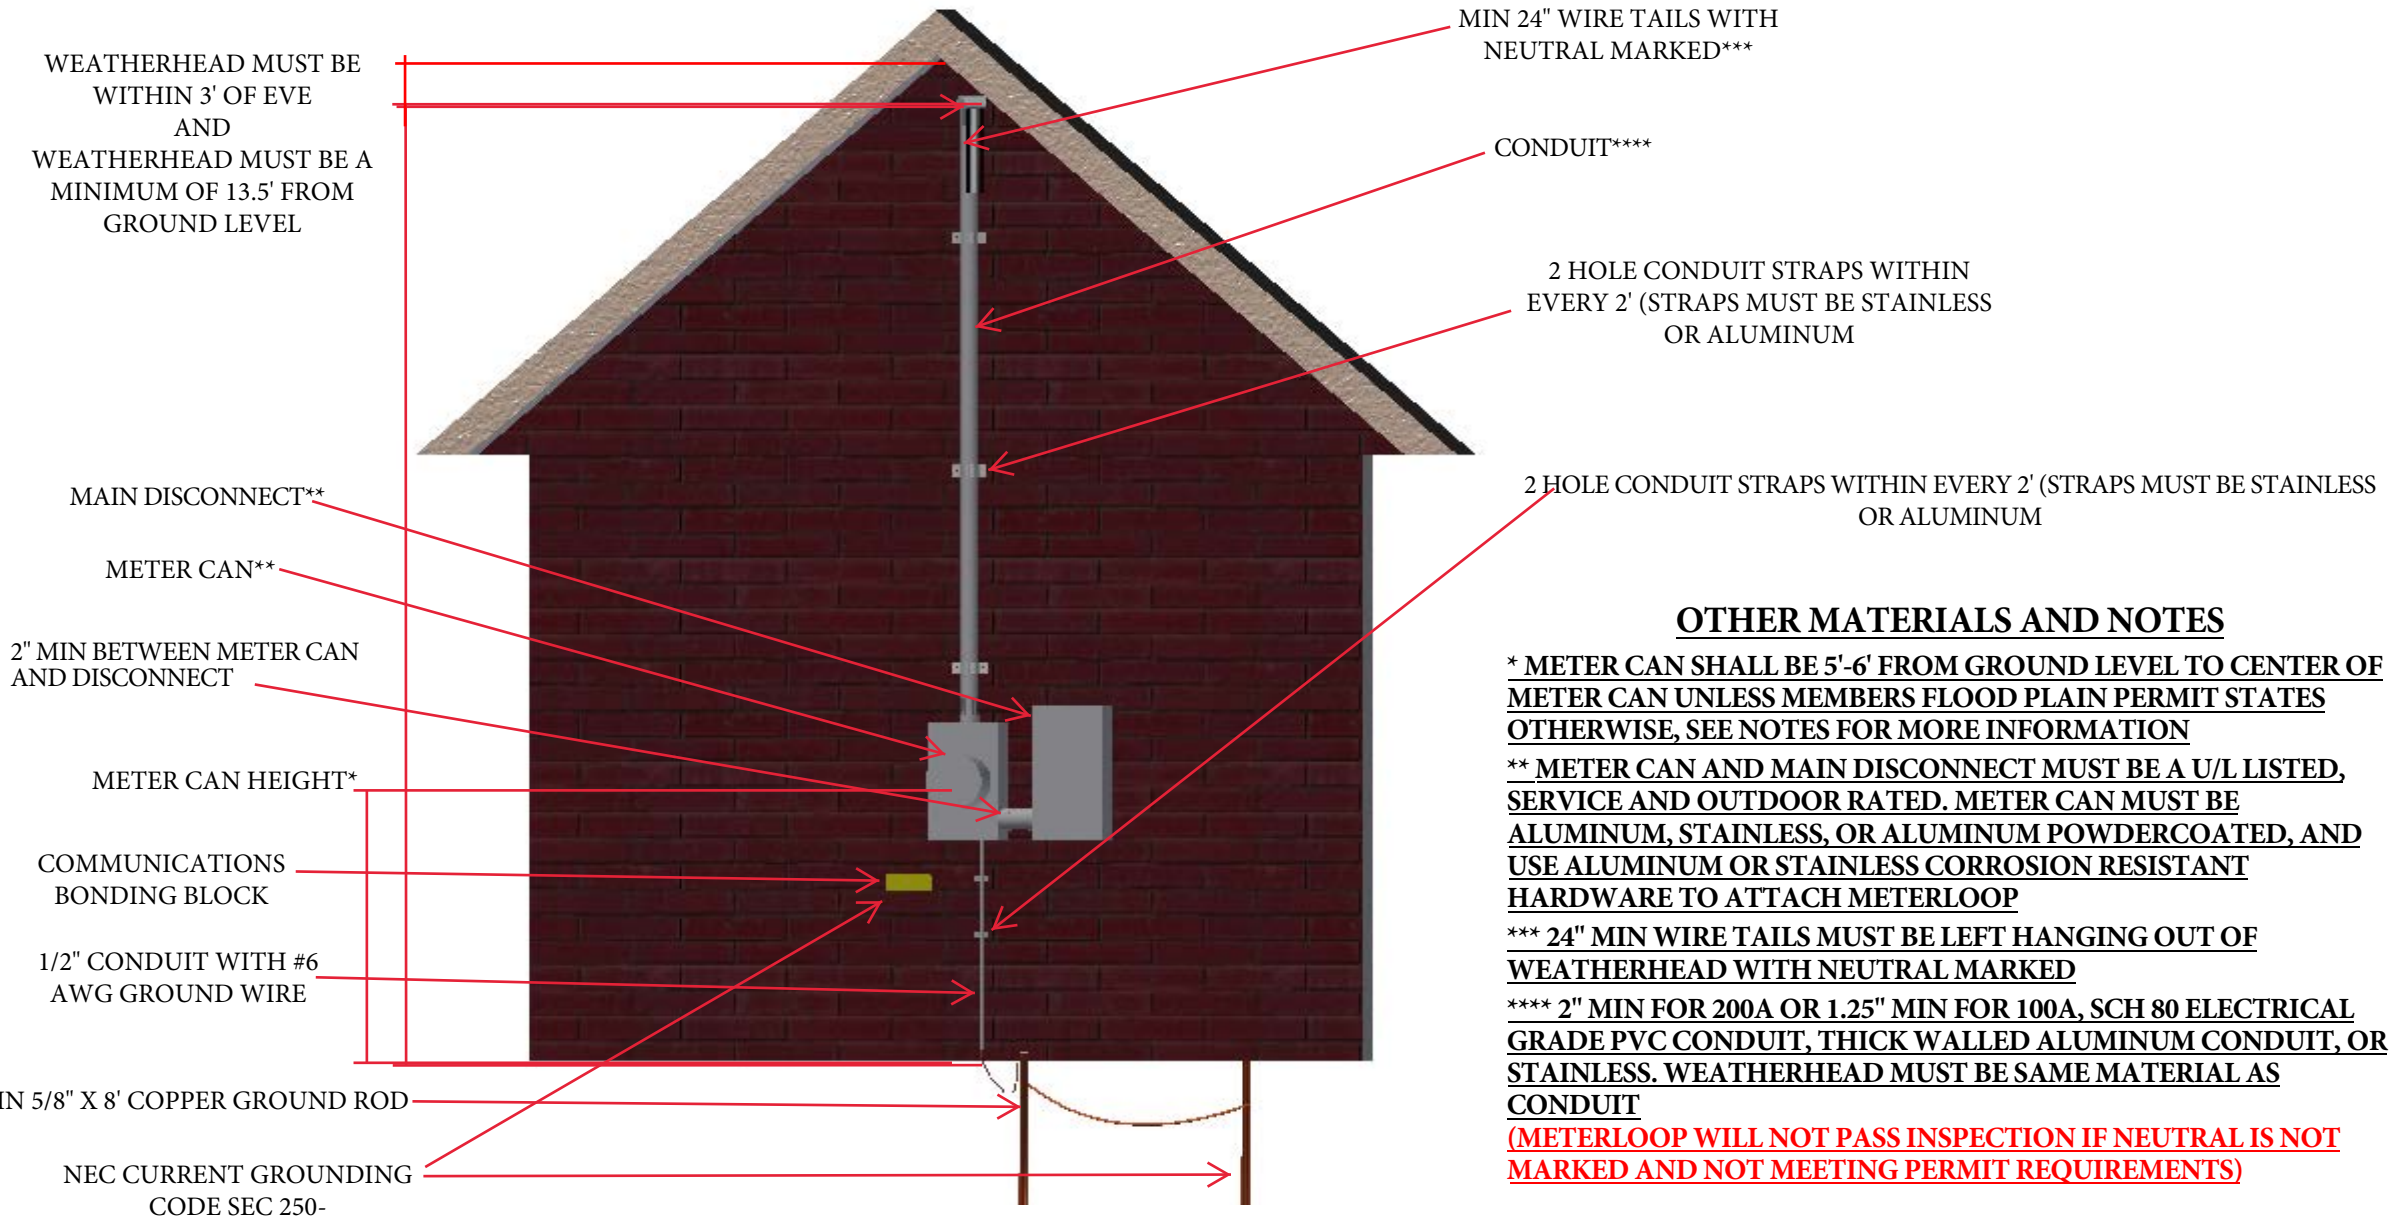 WEATHERHEAD MUST BE
WITHIN 3' OF EVE
AND
WEATHERHEAD MUST BE A
MINIMUM OF 13.5' FROM
GROUND LEVEL
MAIN DISCONNECT**
METER CAN**
2" MIN BETWEEN METER CAN
AND DISCONNECT
METER CAN HEIGHT*
COMMUNICATIONS
BONDING BLOCK
1/2" CONDUIT WITH #6
AWG GROUND WIRE
IN 5/8" X 8' COPPER GROUND ROD
NEC CURRENT GROUNDING
CODE SEC 250-
MIN 24" WIRE TAILS WITH
NEUTRAL MARKED***
CONDUIT****
2 HOLE CONDUIT STRAPS WITHIN
EVERY 2' (STRAPS MUST BE STAINLESS
OR ALUMINUM
2 HOLE CONDUIT STRAPS WITHIN EVERY 2' (STRAPS MUST BE STAINLESS
OR ALUMINUM
OTHER MATERIALS AND NOTES
* METER CAN SHALL BE 5'-6' FROM GROUND LEVEL TO CENTER OF
METER CAN UNLESS MEMBERS FLOOD PLAIN PERMIT STATES
OTHERWISE, SEE NOTES FOR MORE INFORMATION
** METER CAN AND MAIN DISCONNECT MUST BE A U/L LISTED,
SERVICE AND OUTDOOR RATED. METER CAN MUST BE
ALUMINUM, STAINLESS, OR ALUMINUM POWDERCOATED, AND
USE ALUMINUM OR STAINLESS CORROSION RESISTANT
HARDWARE TO ATTACH METERLOOP
*** 24" MIN WIRE TAILS MUST BE LEFT HANGING OUT OF
WEATHERHEAD WITH NEUTRAL MARKED
**** 2" MIN FOR 200A OR 1.25" MIN FOR 100A, SCH 80 ELECTRICAL
GRADE PVC CONDUIT, THICK WALLED ALUMINUM CONDUIT, OR
STAINLESS. WEATHERHEAD MUST BE SAME MATERIAL AS
CONDUIT
(METERLOOP WILL NOT PASS INSPECTION IF NEUTRAL IS NOT
MARKED AND NOT MEETING PERMIT REQUIREMENTS)